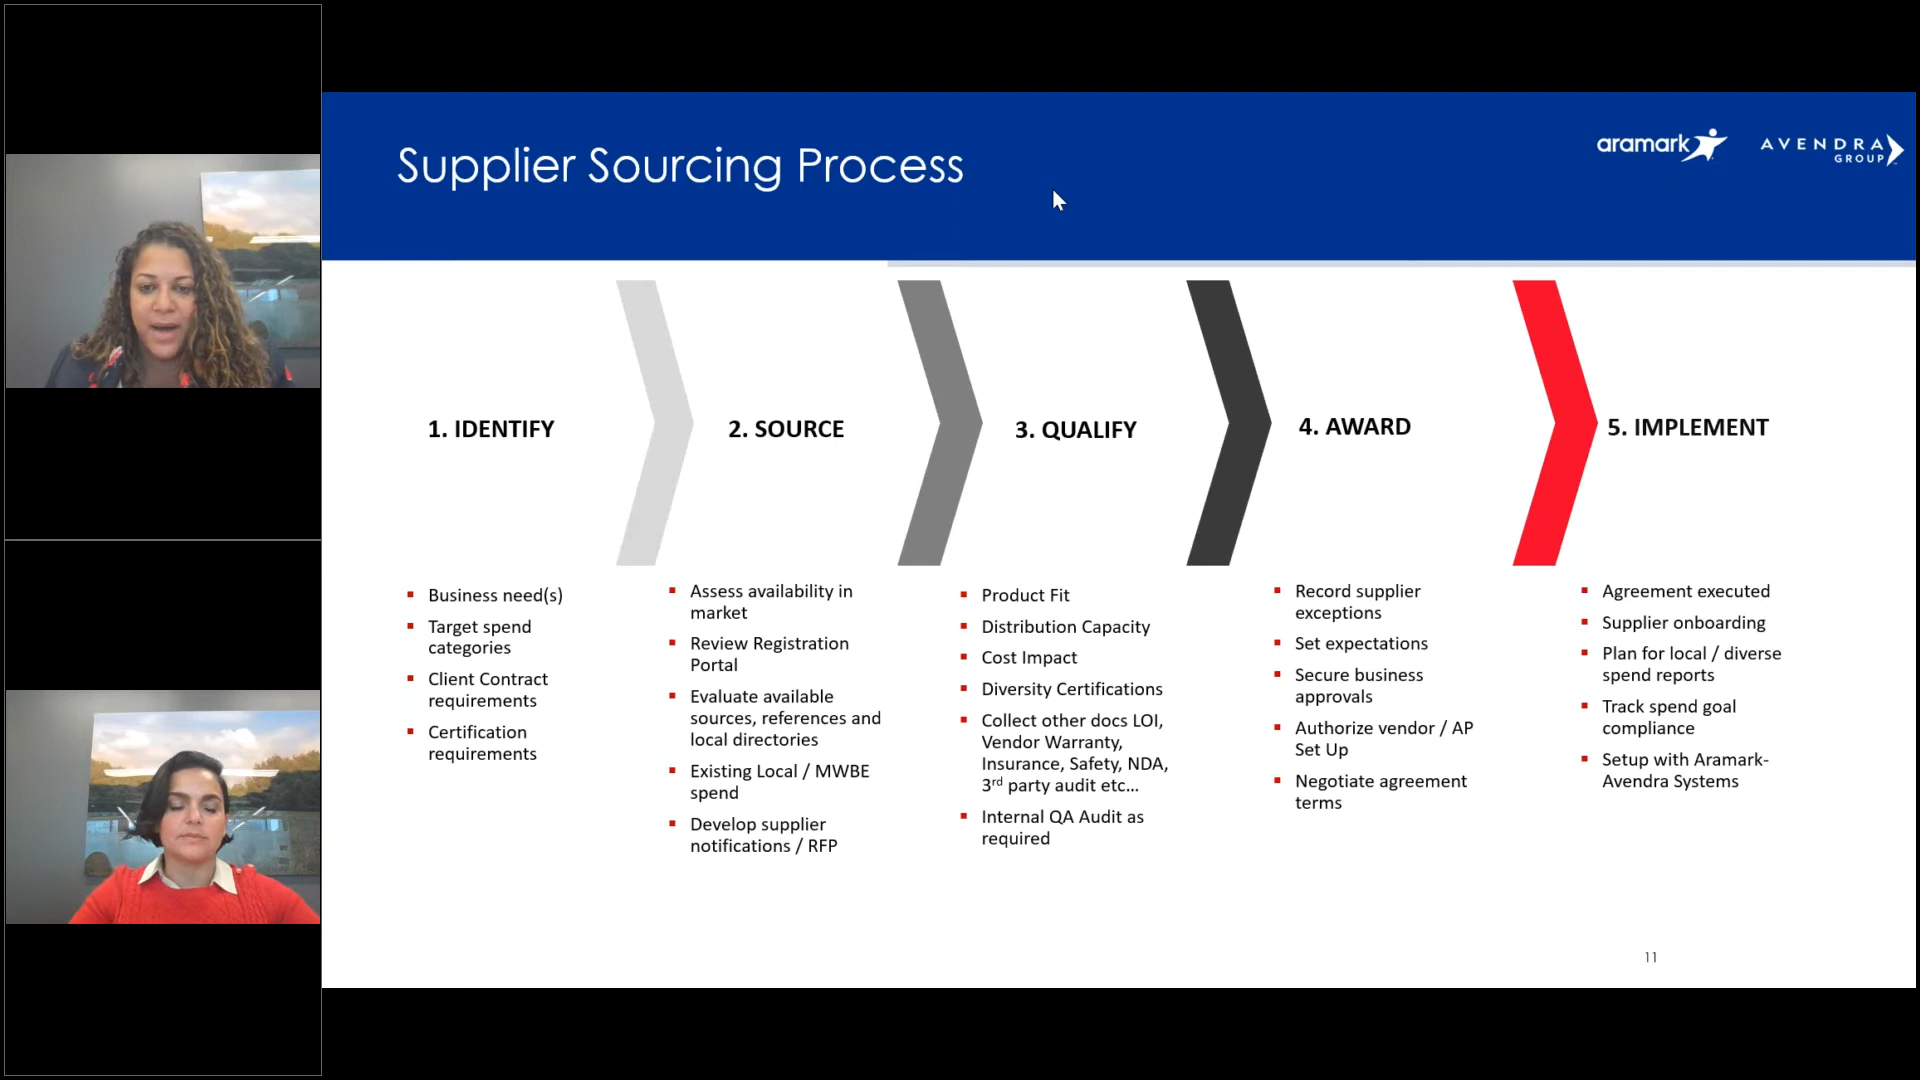 Supplier Sourcing Process
aramark
AVENDRA
GROUP
1. IDENTIFY
2. SOURCE
3. QUALIFY
4. AWARD
5. IMPLEMENT
▪ Business need(s)
▪ Target spend
categories
▪ Client Contract
requirements
▪ Certification
requirements
▪ Assess availability in
market
▪ Review Registration
Portal
▪ Evaluate available
sources, references and
local directories
▪ Existing Local / MWBE
spend
▪ Develop supplier
notifications / RFP
▪ Product Fit
▪ Distribution Capacity
▪ Cost Impact
▪ Diversity Certifications
▪ Collect other docs LOI,
Vendor Warranty,
Insurance, Safety, NDA,
3rd party audit etc...
▪ Internal QA Audit as
required
▪ Record supplier
exceptions
▪ Set expectations
▪ Secure business
approvals
▪ Authorize vendor / AP
Set Up
▪ Negotiate agreement
terms
▪ Agreement executed
▪ Supplier onboarding
▪ Plan for local / diverse
spend reports
▪ Track spend goal
compliance
▪ Setup with Aramark-
Avendra Systems
11